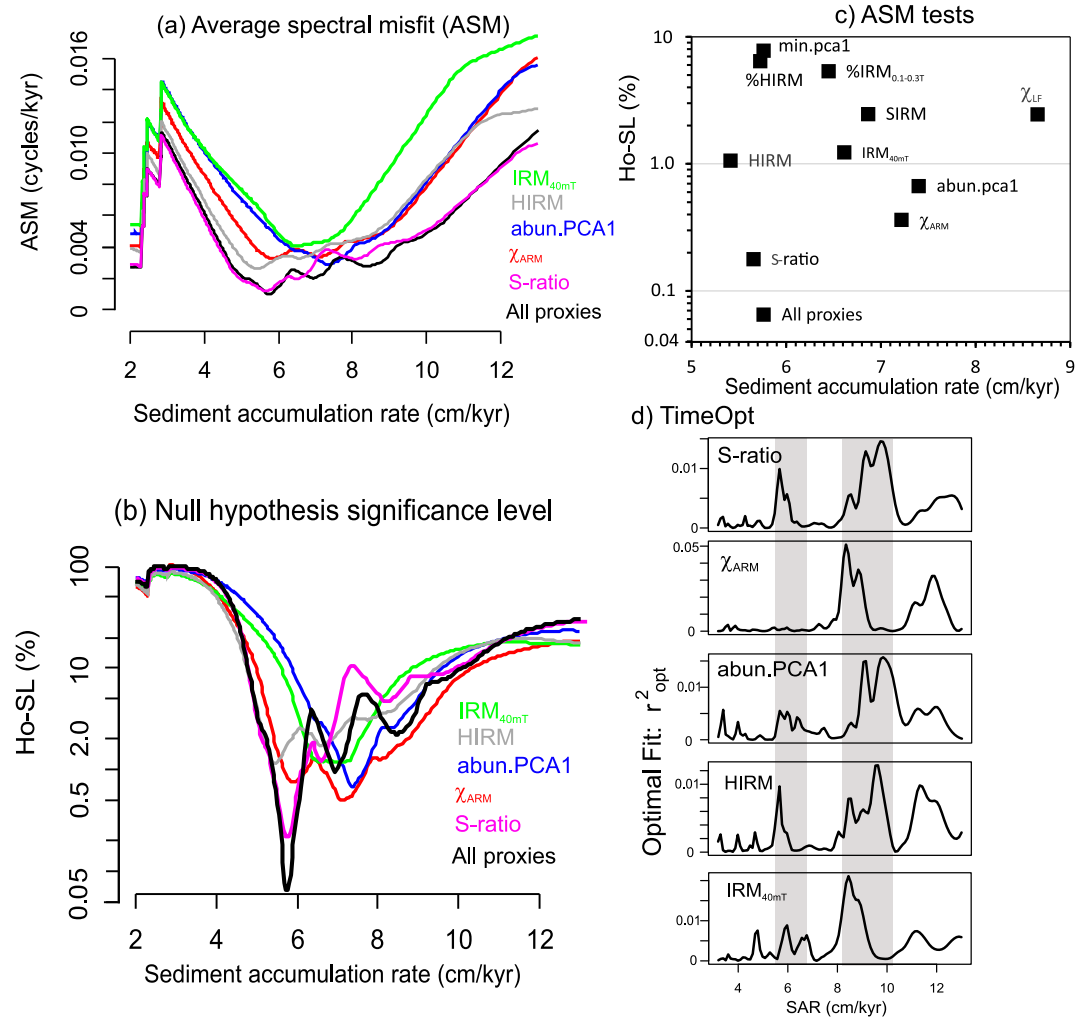 (a) Average spectral misfit (ASM)
ASM (cycles/kyr)
0.016
0.010
0.004
0
IRM40mT
HIRM
abun.PCA1
χARM
S-ratio
All proxies
2 4 6 8 10 12
Sediment accumulation rate (cm/kyr)
(b) Null hypothesis significance level
Ho-SL (%)
100
10
2.0
0.5
0.05
IRM40mT
HIRM
abun.PCA1
χARM
S-ratio
All proxies
2 4 6 8 10 12
Sediment accumulation rate (cm/kyr)
c) ASM tests
Ho-SL (%)
10
1.0
0.1
0.04
min.pca1
%HIRM
%IRM0.1-0.3T
χLF
SIRM
HIRM
IRM40mT
abun.pca1
χARM
S-ratio
All proxies
5 6 7 8 9
Sediment accumulation rate (cm/kyr)
d) TimeOpt
Optimal Fit: r²opt
S-ratio
0.01
0
χARM
0.05
0
abun.PCA1
0.01
0
HIRM
0.01
0
IRM40mT
0.01
0
4 6 8 10 12
SAR (cm/kyr)